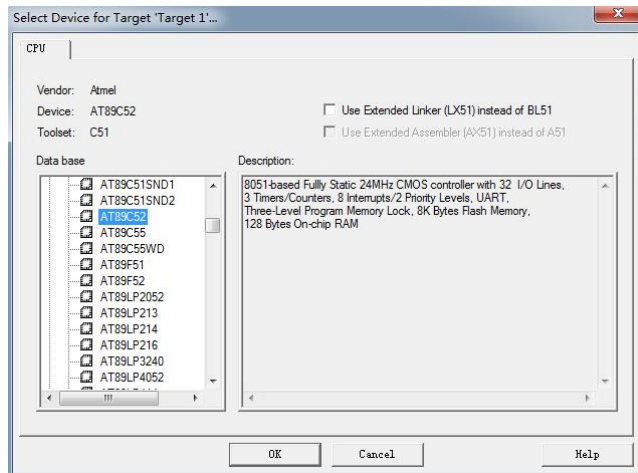 Select Device for Target 'Target 1'...
CPU
Vendor: Atmel
Device: AT89C52
Toolset: C51
Use Extended Linker (LX51) instead of BL51
Use Extended Assembler (AX51) instead of A51
Data base
AT89C51SND1
AT89C51SND2
AT89C52
AT89C55
AT89C55WD
AT89F51
AT89F52
AT89LP2052
AT89LP213
AT89LP214
AT89LP216
AT89LP3240
AT89LP4052
Description:
8051-based Fullly Static 24MHz CMOS controller with 32 I/O Lines,
3 Timers/Counters, 8 Interrupts/2 Priority Levels, UART,
Three-Level Program Memory Lock, 8K Bytes Flash Memory,
128 Bytes On-chip RAM
OK
Cancel
Help